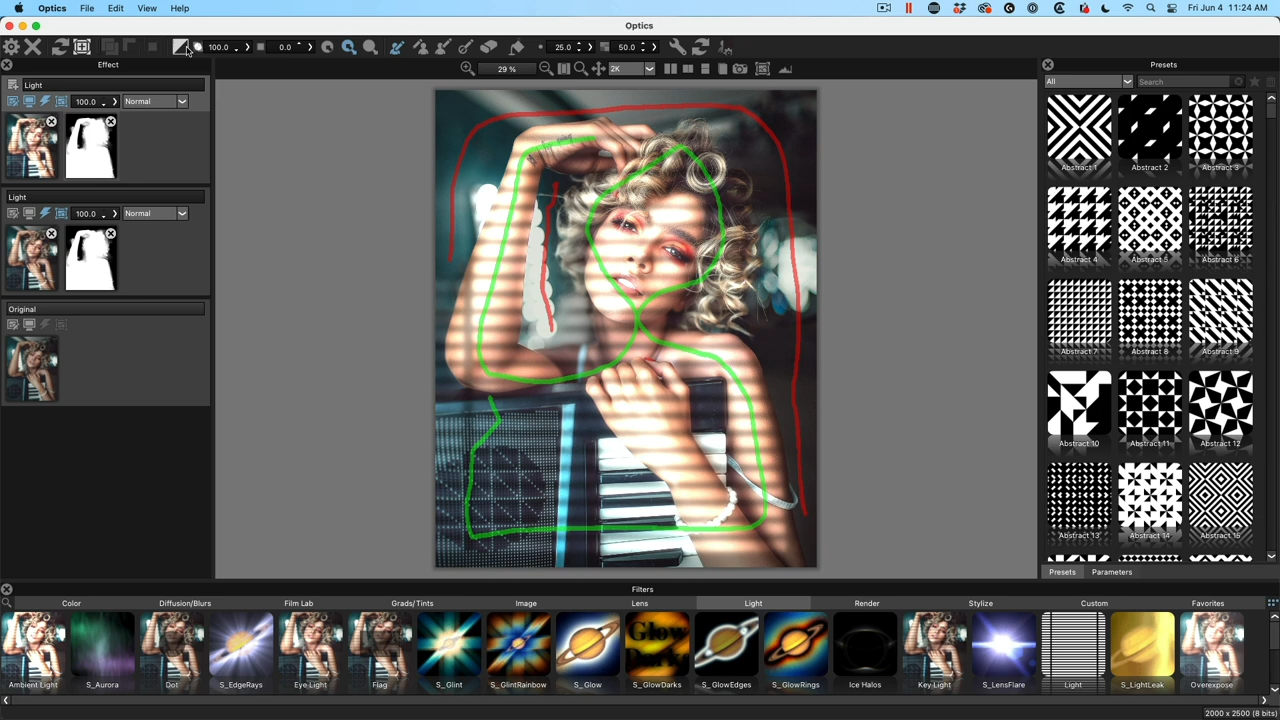 Optics File Edit View Help
Fri Jun 4 11:24 AM
Optics
100.0 0.0 25.0 50.0
Effect
29 % 2K
Presets
Light
All Search
100.0 Normal
Abstract 1 Abstract 2 Abstract 3
Light
100.0 Normal
Abstract 4 Abstract 5 Abstract 6
Original
Abstract 7 Abstract 8 Abstract 9
Abstract 10 Abstract 11 Abstract 12
Abstract 13 Abstract 14 Abstract 15
Presets Parameters
Filters
Color Diffusion/Blurs Film Lab Grads/Tints Image Lens Light Render Stylize Custom Favorites
Ambient Light S_Aurora Dot S_EdgeRays Eye Light Flag S_Glint S_GlintRainbow S_Glow S_GlowDarks S_GlowEdges S_GlowRings Ice Halos Key Light S_LensFlare Light S_LightLeak Overexpose
2000 x 2500 (8 bits)